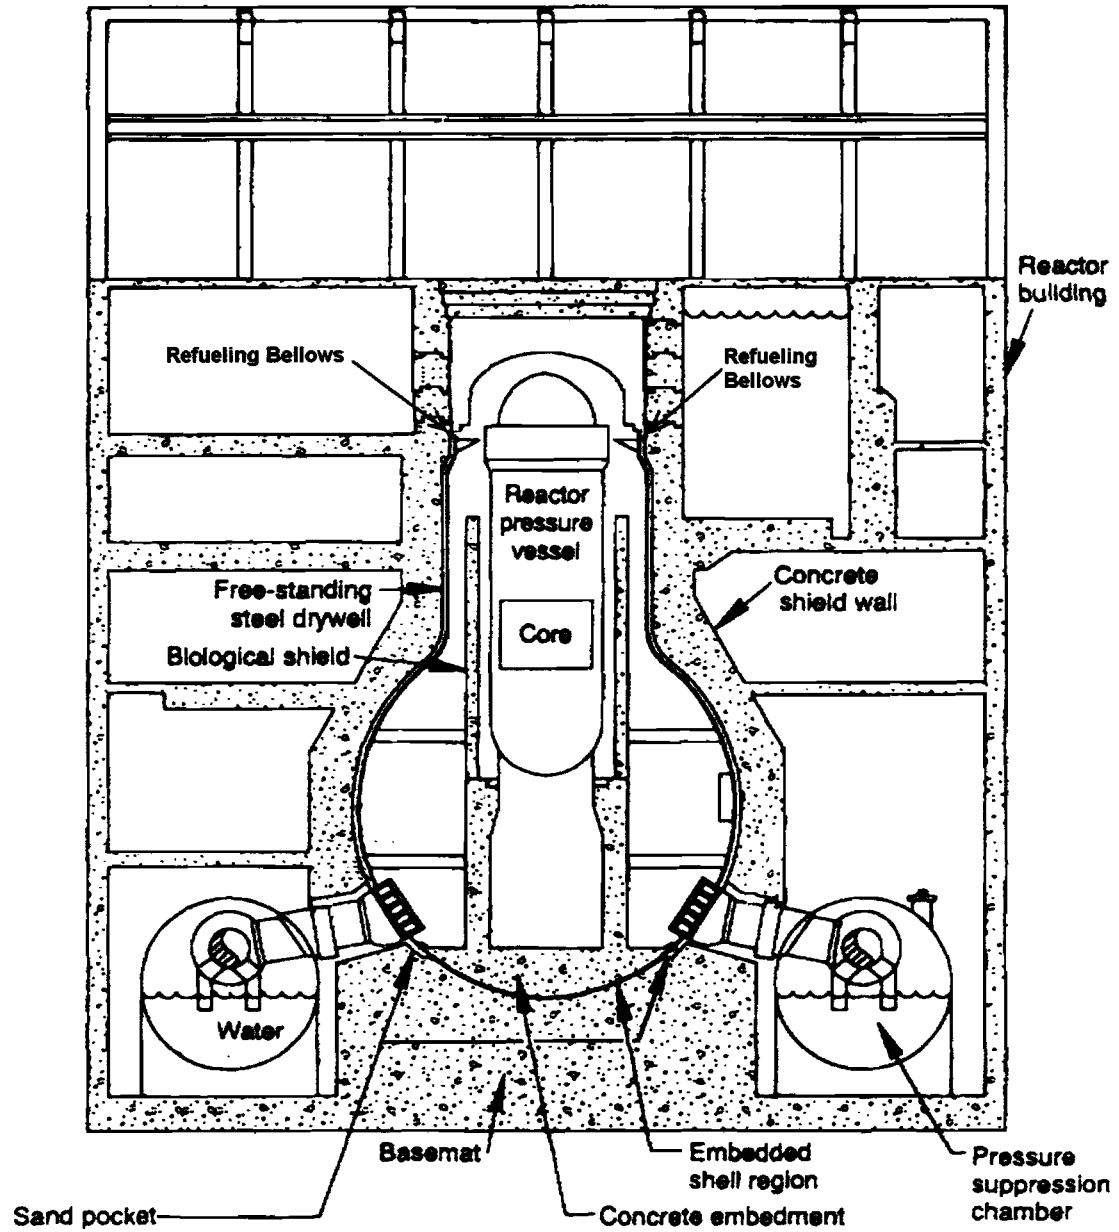 Reactor
building
Refueling Bellows
Refueling
Bellows
Reactor
pressure
vessel
Free-standing
steel drywell
Concrete
shield wall
Core
Biological shield
Water
Basemat
Embedded
shell region
Pressure
suppression
chamber
Sand pocket
Concrete embedment